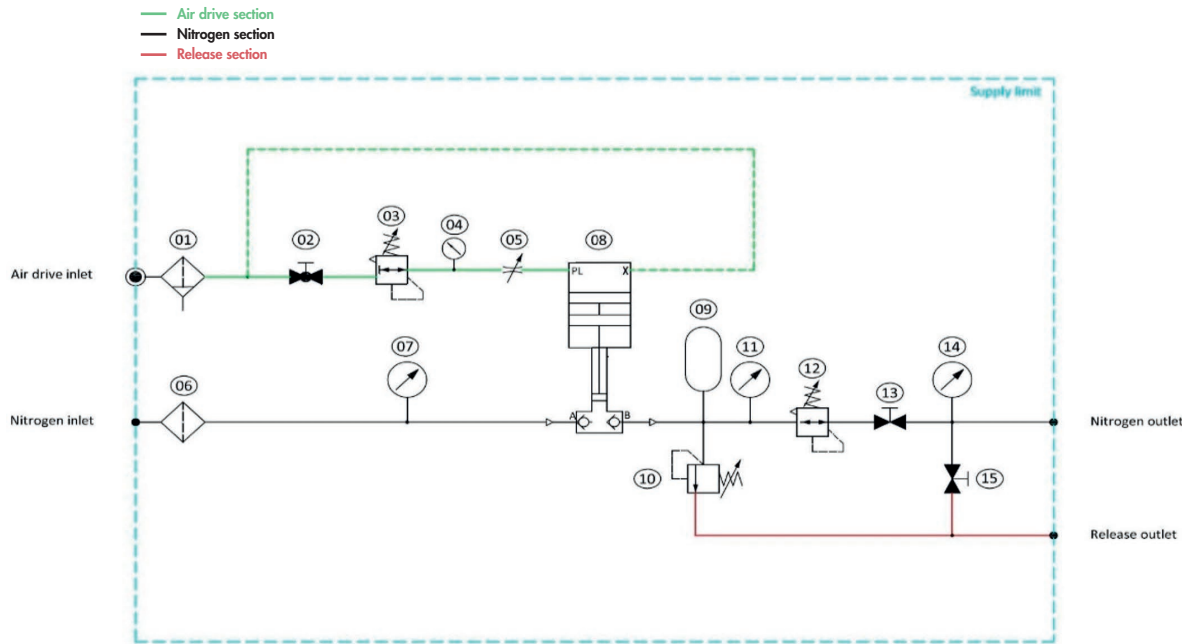 Air drive section
Nitrogen section
Release section
Supply limit
03
04
01
02
05
08
Air drive inlet
PL
X
09
07
11
14
06
12
13
A
B
Nitrogen inlet
Nitrogen outlet
10
15
Release outlet